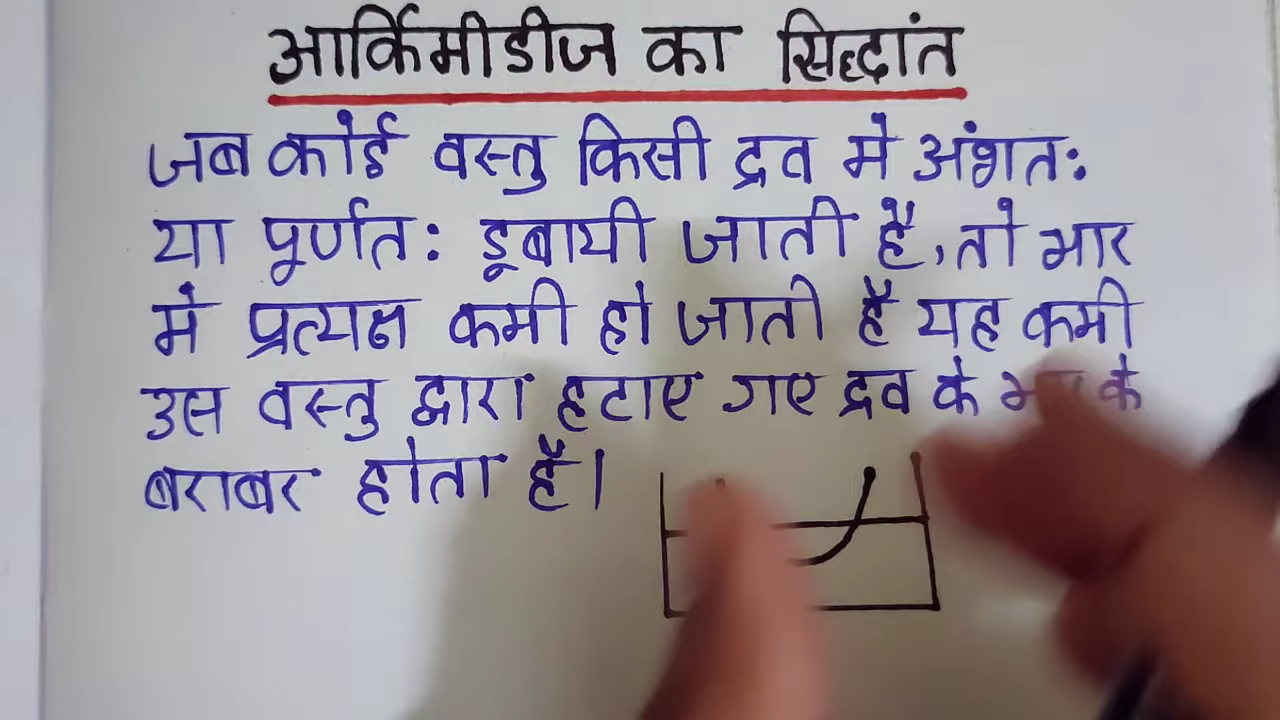 आर्किमीडीज का सिद्धांत
जब कोई वस्तु किसी द्रव मे अंशत:
या पूर्णत: डूबायी जाती है, तो भार
मे प्रत्यक्ष कमी हो जाती है यह कमी
उस वस्तु द्वारा हटाए गए द्रव के के
बराबर होता है।